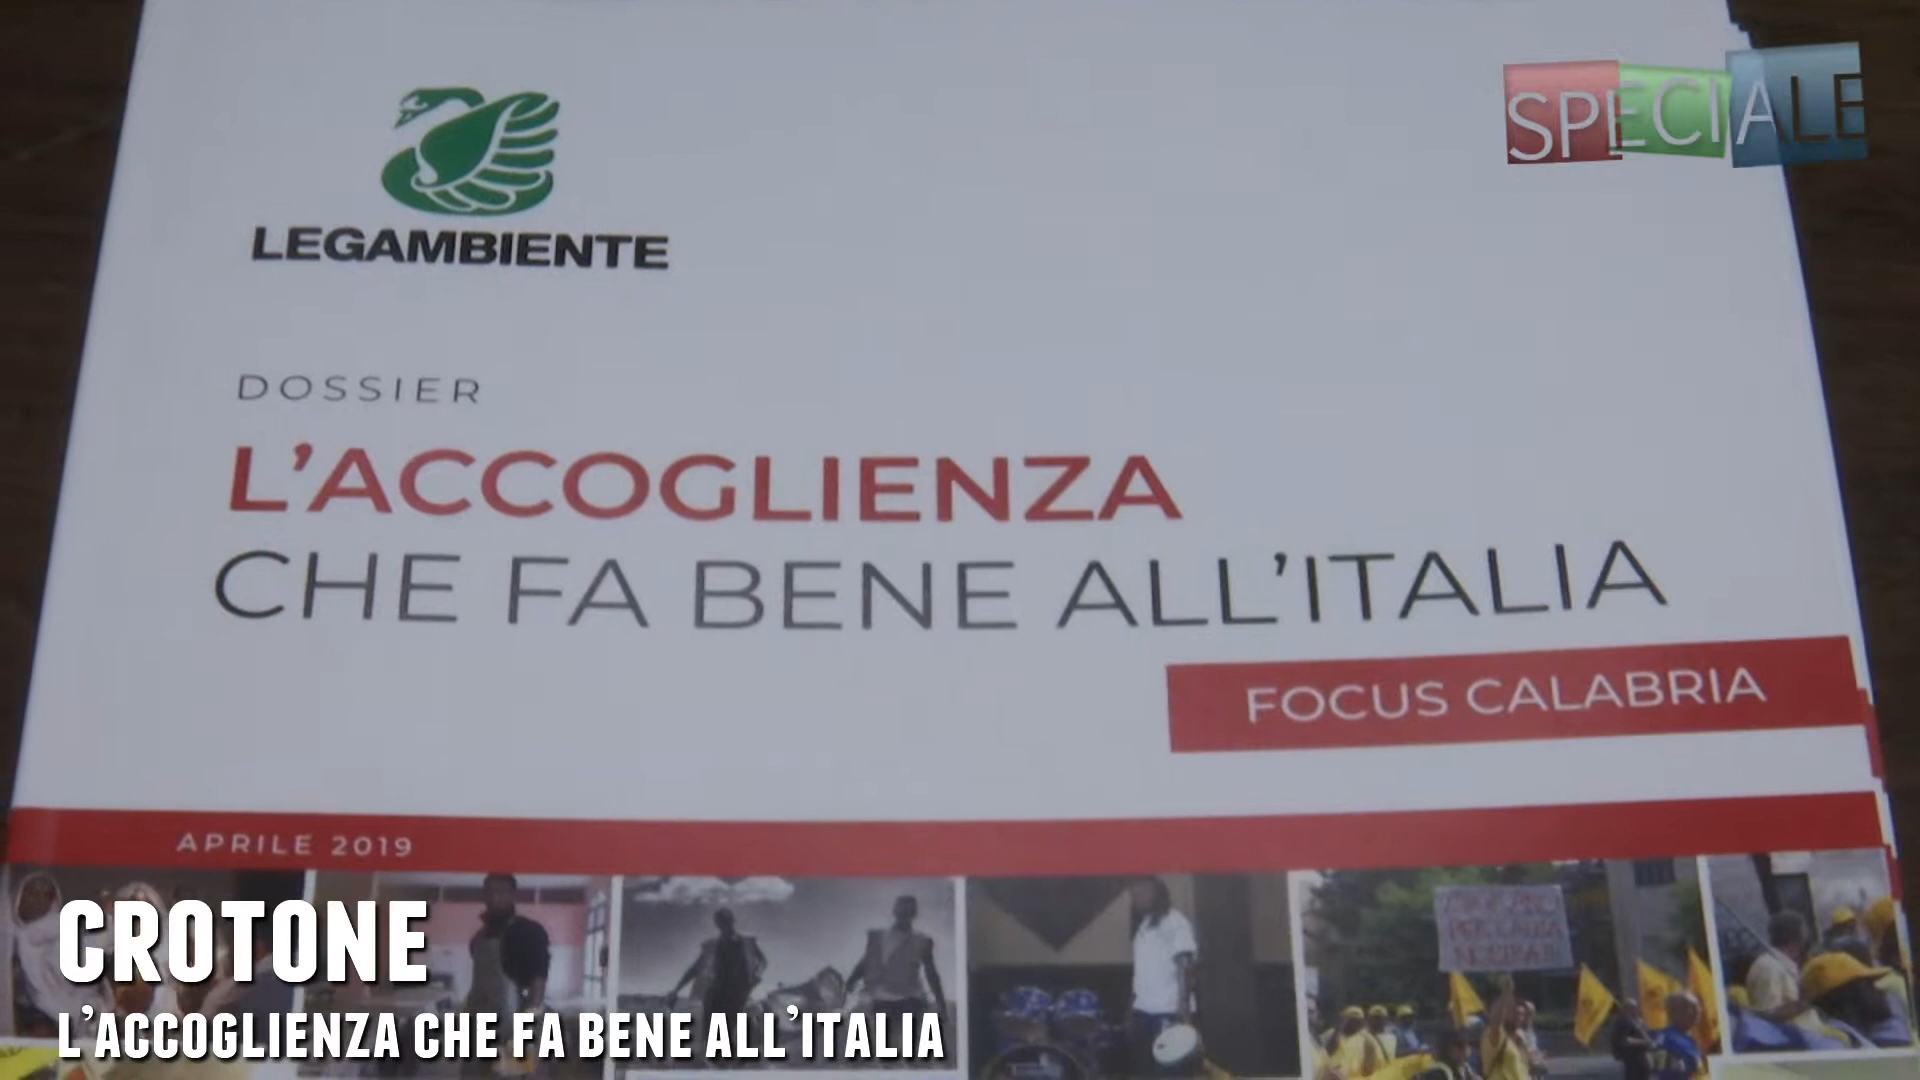 SPECIALE
LEGAMBIENTE
DOSSIER
L'ACCOGLIENZA
CHE FA BENE ALL'ITALIA
FOCUS CALABRIA
APRILE 2019
CROTONE
L'ACCOGLIENZA CHE FA BENE ALL'ITALIA